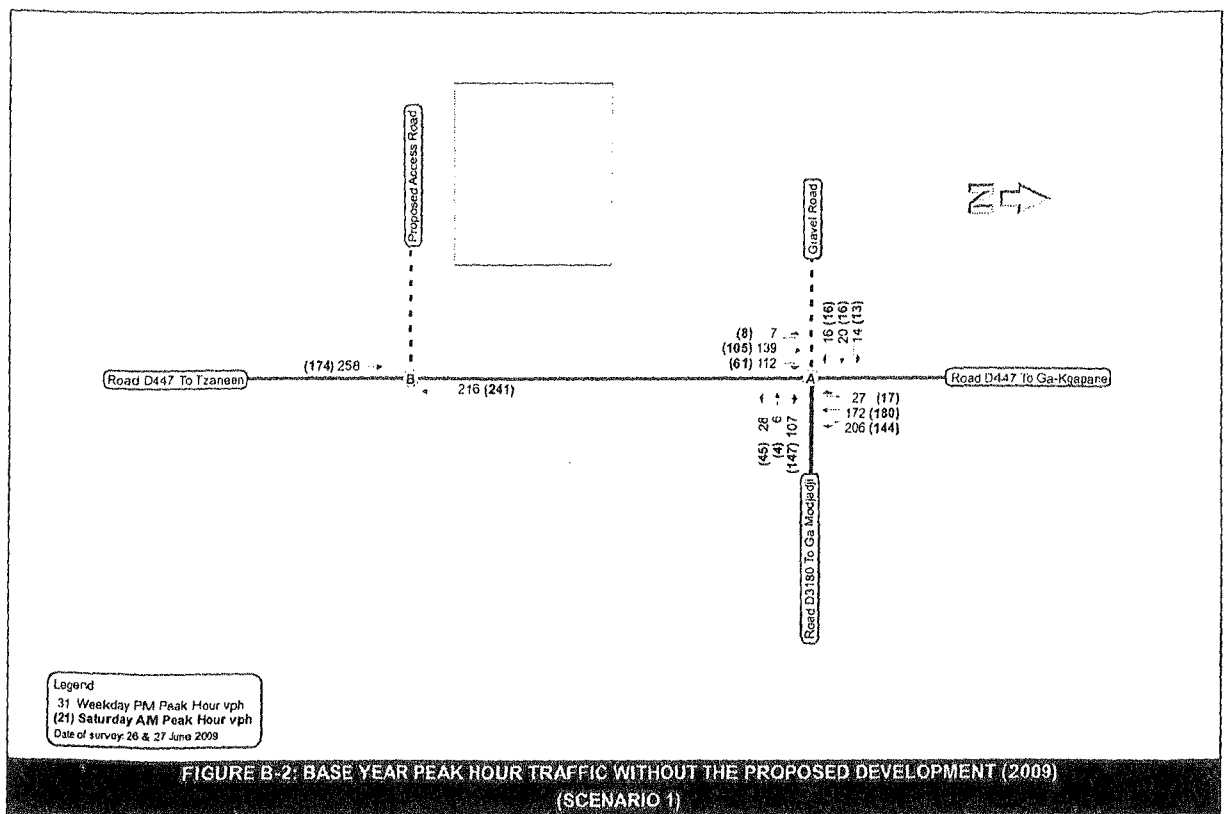 Proposed Access Road
Gravel Road
N
16 (16)
20 (16)
14 (13)
(8) 7
(105) 139
(61) 112
(174) 258
Road D447 To Tzaneen
B
A
Road D447 To Ga-Kgapane
216 (241)
27 (17)
172 (180)
206 (144)
(45) 28
(4) 6
(147) 107
Road D3180 To Ga Modjadji
Legend
31 Weekday PM Peak Hour vph
(21) Saturday AM Peak Hour vph
Date of survey: 26 & 27 June 2009
FIGURE B-2: BASE YEAR PEAK HOUR TRAFFIC WITHOUT THE PROPOSED DEVELOPMENT (2009)
(SCENARIO 1)